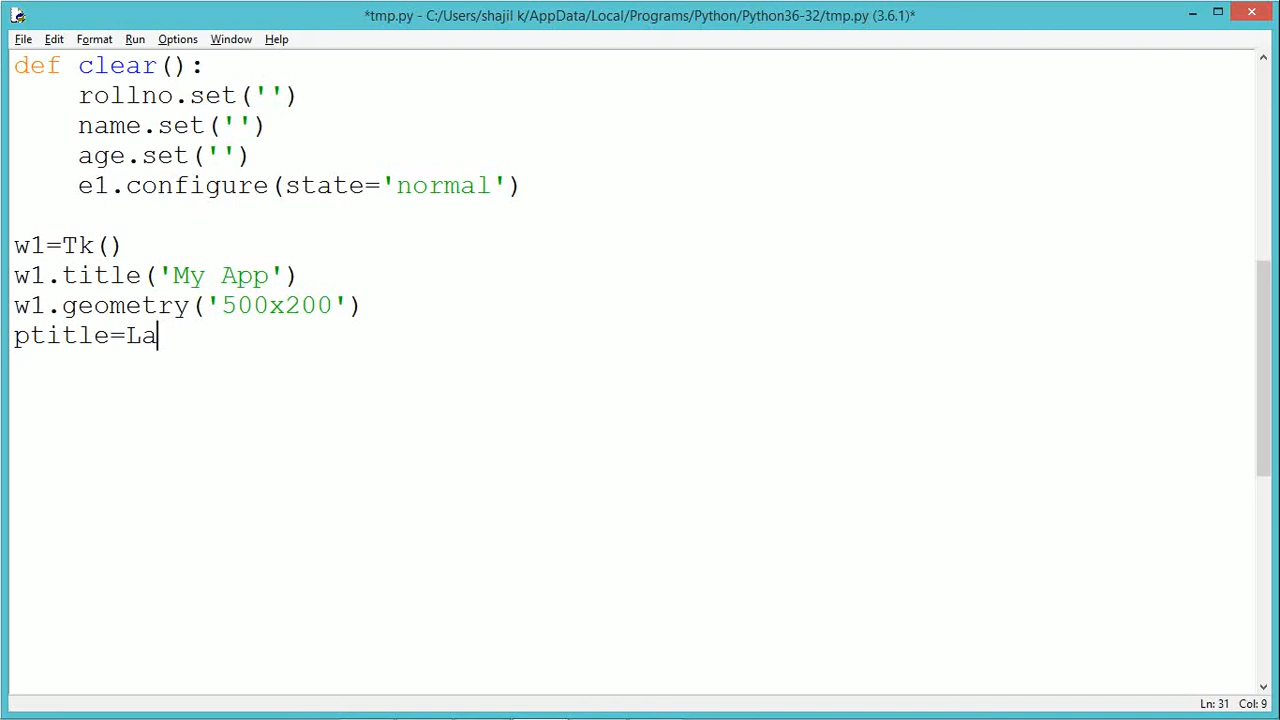 *tmp.py - C:/Users/shajil k/AppData/Local/Programs/Python/Python36-32/tmp.py (3.6.1)*
File Edit Format Run Options Window Help
def clear():
    rollno.set('')
    name.set('')
    age.set('')
    e1.configure(state='normal')
w1=Tk()
w1.title('My App')
w1.geometry('500x200')
ptitle=La
Ln: 31 Col: 9